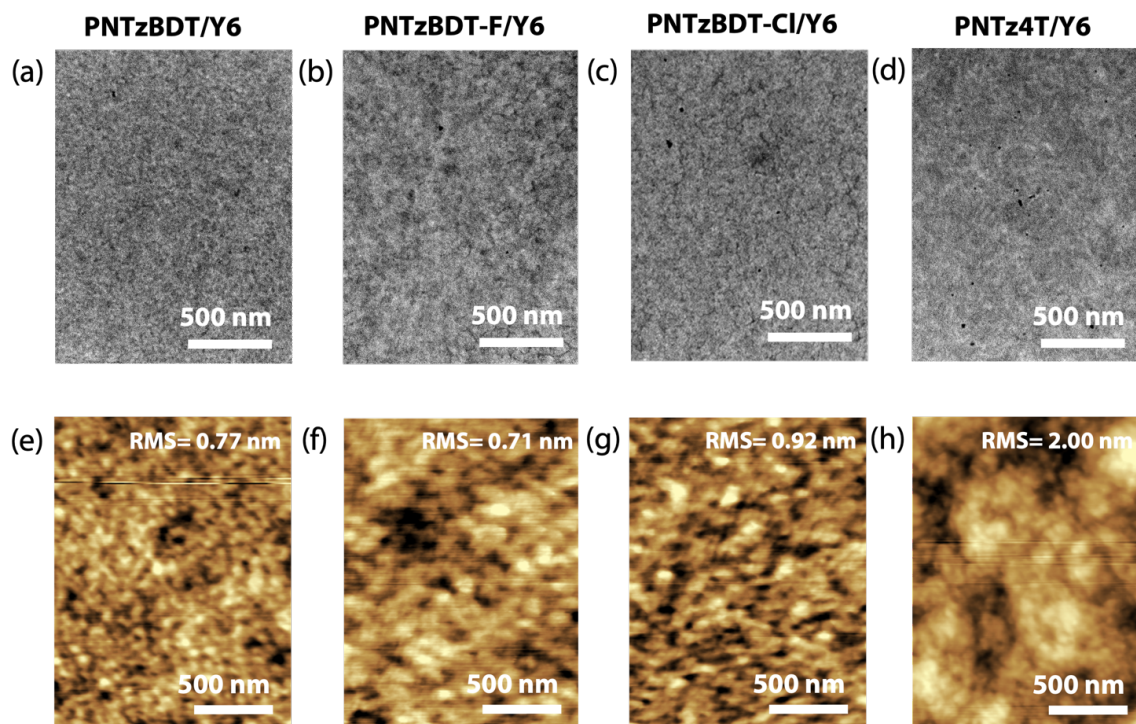 PNTzBDT/Y6
PNTzBDT-F/Y6
PNTzBDT-Cl/Y6
PNTz4T/Y6
(a)
(b)
(c)
(d)
500 nm
500 nm
500 nm
500 nm
(e)
RMS= 0.77 nm
(f)
RMS= 0.71 nm
(g)
RMS= 0.92 nm
(h)
RMS= 2.00 nm
500 nm
500 nm
500 nm
500 nm